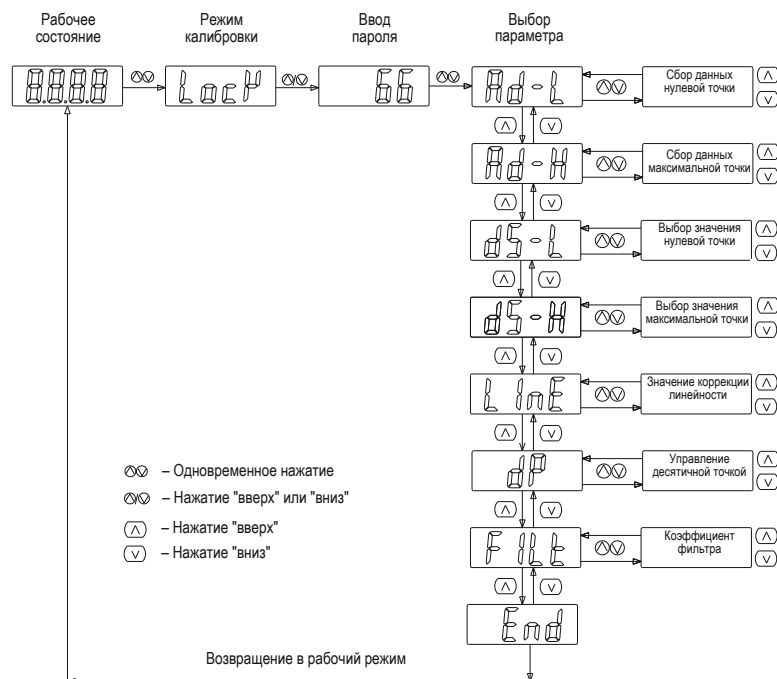 Рабочее
состояние
Режим
калибровки
Ввод
пароля
Выбор
параметра
8.8.8.8
Locᴴ
66
Ad-L
Сбор данных
нулевой точки
Ad-H
Сбор данных
максимальной точки
dS-L
Выбор значения
нулевой точки
dS-H
Выбор значения
максимальной точки
LInE
Значение коррекции
линейности
dP
Управление
десятичной точкой
FILt
Коэффициент
фильтра
End
– Одновременное нажатие
– Нажатие "вверх" или "вниз"
– Нажатие "вверх"
– Нажатие "вниз"
Возвращение в рабочий режим